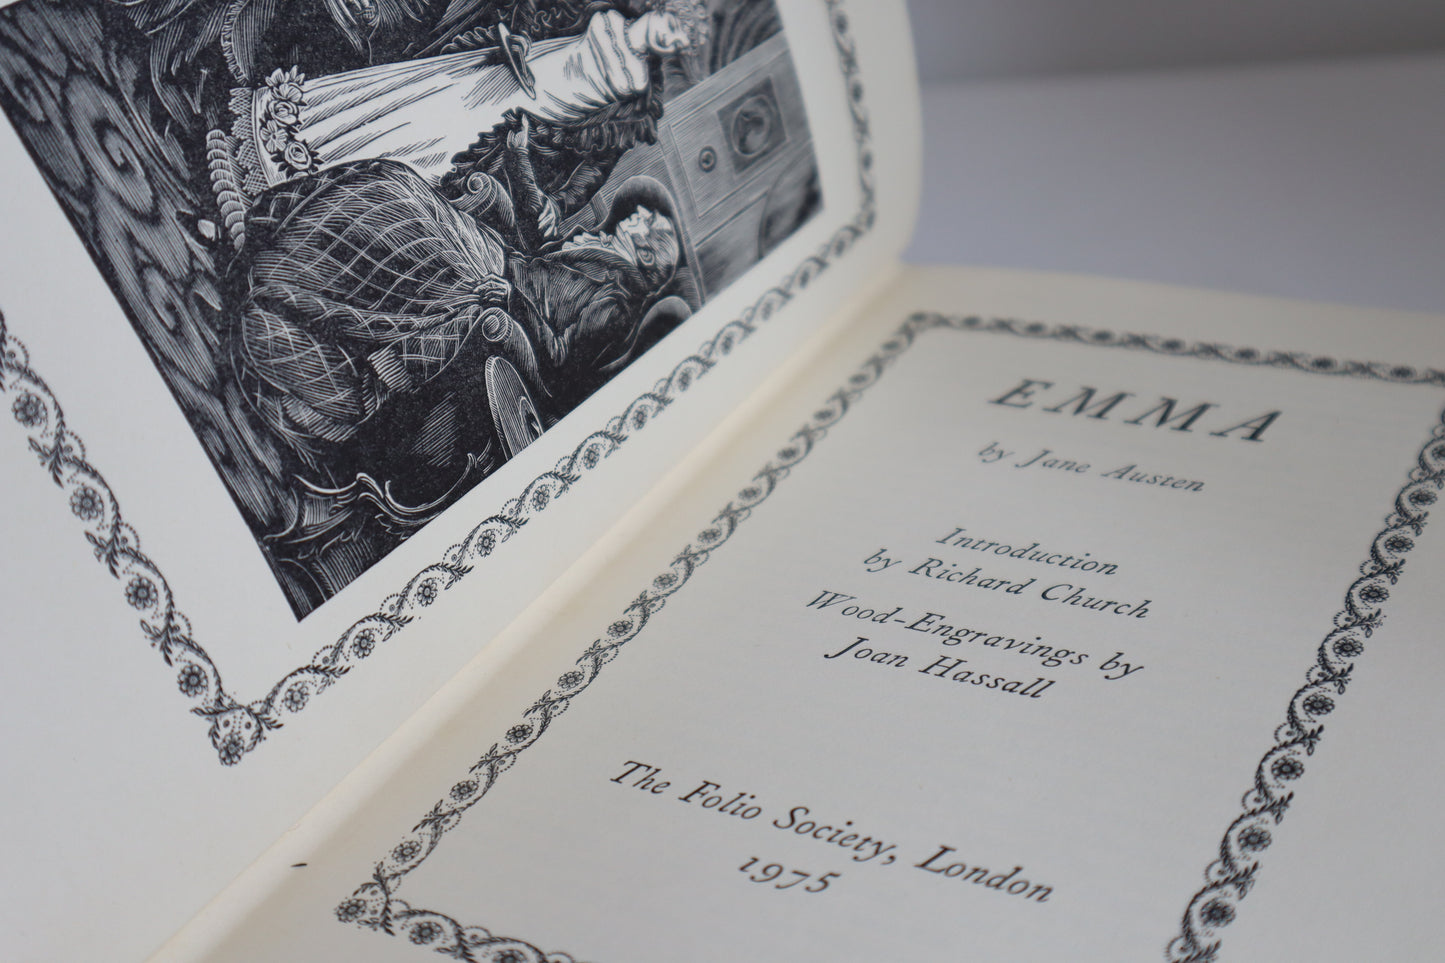 EMMA
by Jane Austen
Introduction
by Richard Church
Wood-Engravings by
Joan Hassall
The Folio Society, London
1975